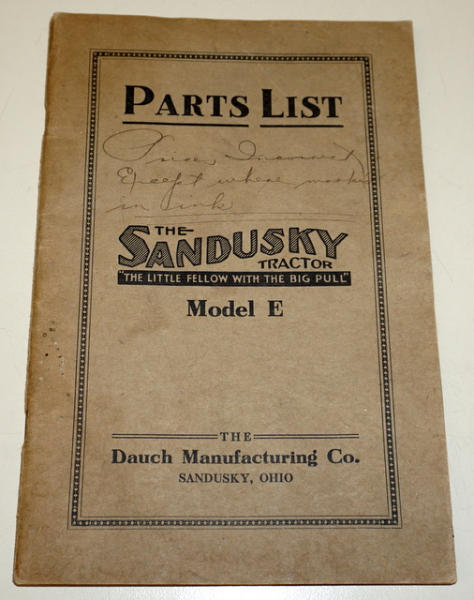 PARTS LIST
Prices Incorrect
Except where marked
in ink
THE
SANDUSKY
TRACTOR
"THE LITTLE FELLOW WITH THE BIG PULL"
Model E
THE
Dauch Manufacturing Co.
SANDUSKY, OHIO